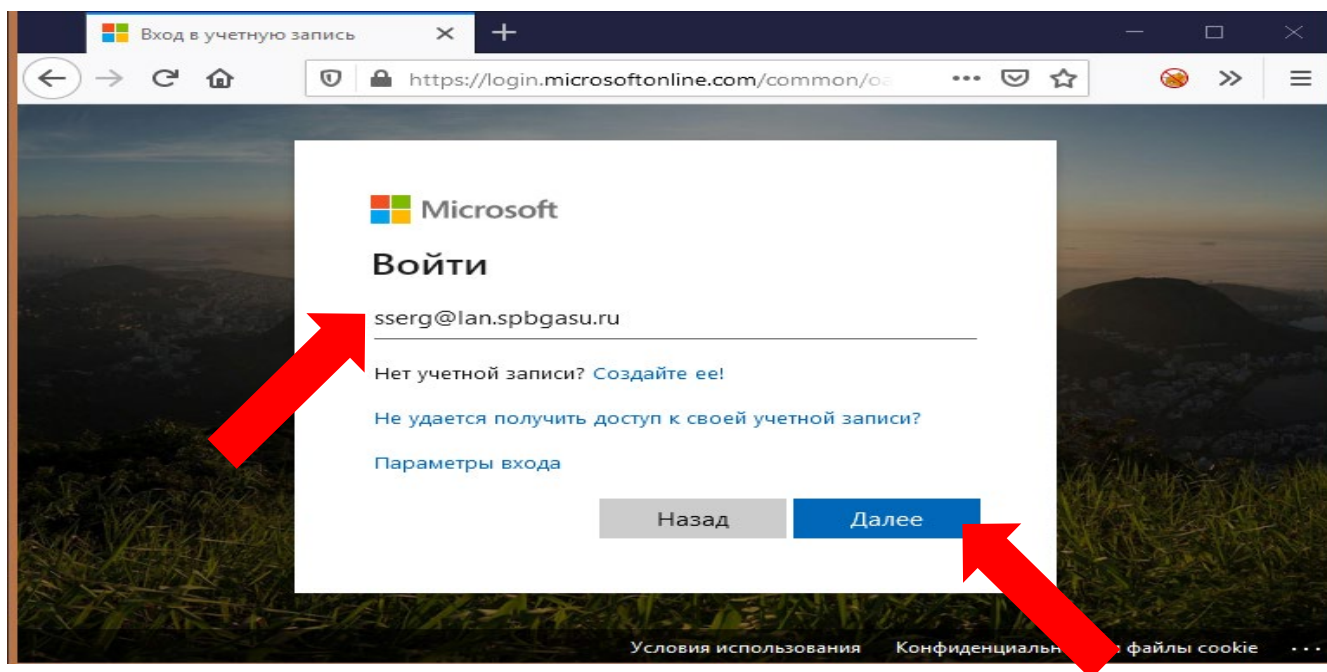 Вход в учетную запись
https://login.microsoftonline.com/common/oa
Microsoft
Войти
sserg@lan.spbgasu.ru
Нет учетной записи? Создайте ее!
Не удается получить доступ к своей учетной записи?
Параметры входа
Назад Далее
Условия использования файлы cookie